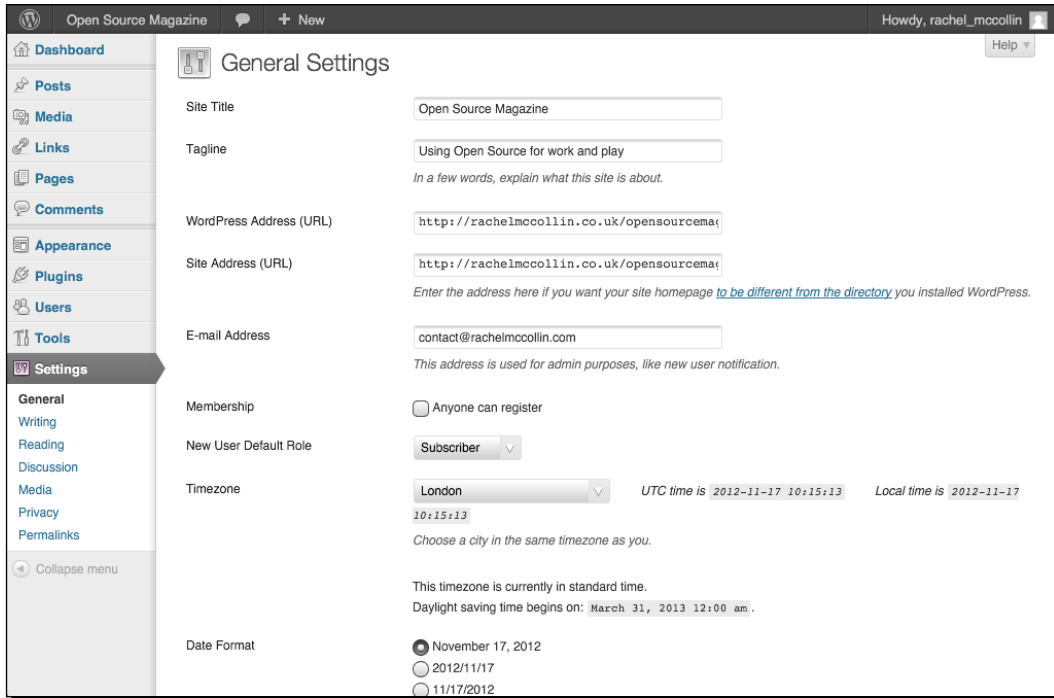 Open Source Magazine + New Howdy, rachel_mccollin
Help
Dashboard
Posts
Media
Links
Pages
Comments
Appearance
Plugins
Users
Tools
Settings
General
Writing
Reading
Discussion
Media
Privacy
Permalinks
Collapse menu
General Settings
Site Title Open Source Magazine
Tagline Using Open Source for work and play
In a few words, explain what this site is about.
WordPress Address (URL) http://rachelmccollin.co.uk/opensourcemag
Site Address (URL) http://rachelmccollin.co.uk/opensourcemag
Enter the address here if you want your site homepage to be different from the directory you installed WordPress.
E-mail Address contact@rachelmccollin.com
This address is used for admin purposes, like new user notification.
Membership Anyone can register
New User Default Role Subscriber
Timezone London UTC time is 2012-11-17 10:15:13 Local time is 2012-11-17
10:15:13
Choose a city in the same timezone as you.
This timezone is currently in standard time.
Daylight saving time begins on: March 31, 2013 12:00 am .
Date Format November 17, 2012
2012/11/17
11/17/2012